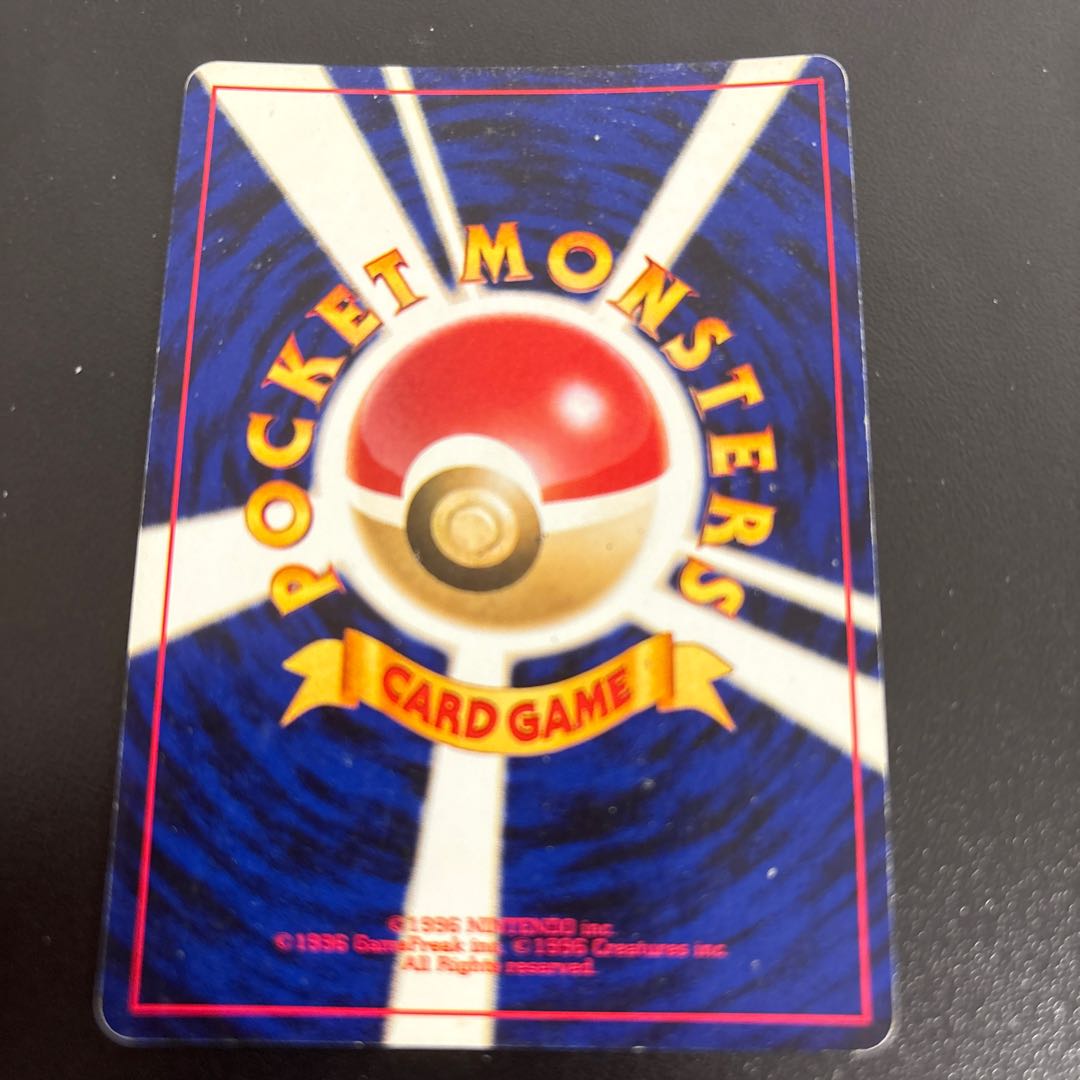 POCKET MONSTERS
CARD GAME
©1996 NINTENDO inc.
©1996 GameFreak inc. ©1996 Creatures inc.
All Rights reserved.